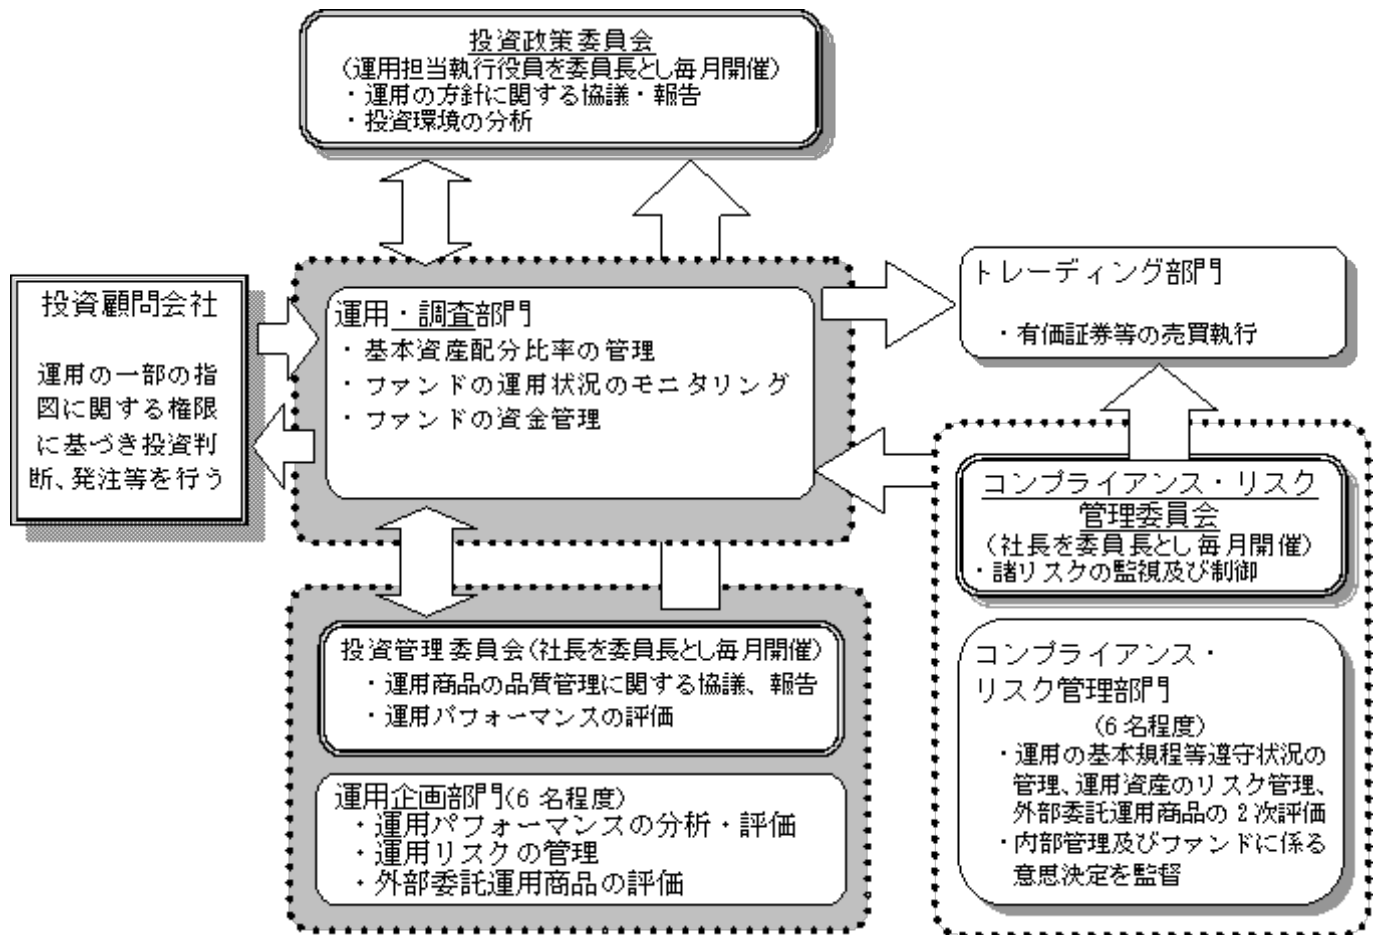 投資政策委員会
(運用担当執行役員を委員長とし毎月開催)
・運用の方針に関する協議・報告
・投資環境の分析
投資顧問会社
運用の一部の指
図に関する権限
に基づき投資判
断、発注等を行う
運用・調査部門
・基本資産配分比率の管理
・ファンドの運用状況のモニタリング
・ファンドの資金管理
トレーディング部門
・有価証券等の売買執行
コンプライアンス・リスク
管理委員会
(社長を委員長とし毎月開催)
・諸リスクの監視及び制御
投資管理委員会(社長を委員長とし毎月開催)
・運用商品の品質管理に関する協議、報告
・運用パフォーマンスの評価
運用企画部門(6名程度)
・運用パフォーマンスの分析・評価
・運用リスクの管理
・外部委託運用商品の評価
コンプライアンス・
リスク管理部門
(6名程度)
・運用の基本規程等遵守状況の
管理、運用資産のリスク管理、
外部委託運用商品の2次評価
・内部管理及びファンドに係る
意思決定を監督